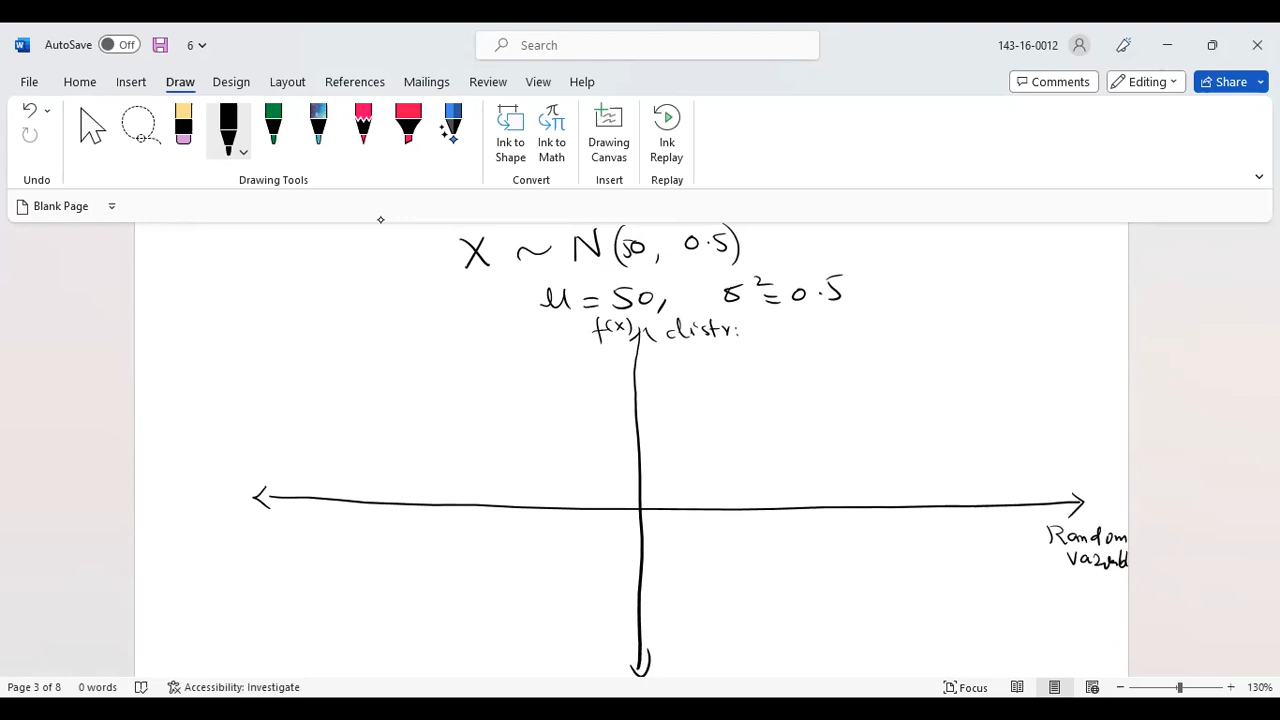 AutoSave Off 6 Search 143-16-0012
File Home Insert Draw Design Layout References Mailings Review View Help Comments Editing Share
Ink to Shape Ink to Math Drawing Canvas Ink Replay
Undo Drawing Tools Convert Insert Replay
Blank Page
X ~ N(50, 0.5)
μ = 50, σ² = 0.5
f(x) distr:
Random
Page 3 of 8 0 words Accessibility: Investigate Focus 130%